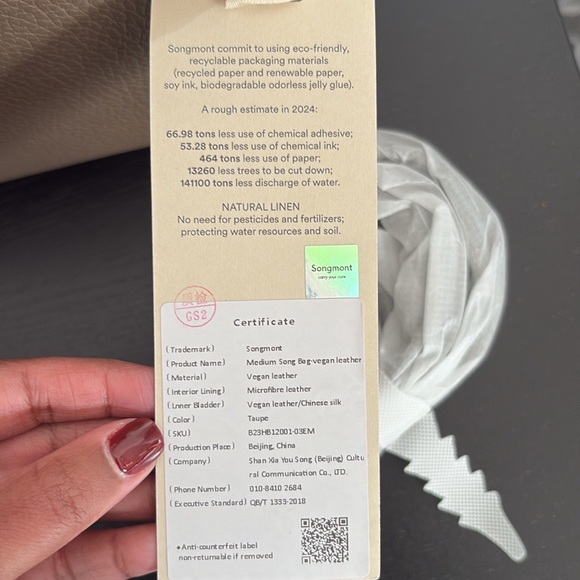 Songmont commit to using eco-friendly,
recyclable packaging materials
(recycled paper and renewable paper,
soy ink, biodegradable odorless jelly glue).
A rough estimate in 2024:
66.98 tons less use of chemical adhesive;
53.28 tons less use of chemical ink;
464 tons less use of paper;
13260 less trees to be cut down;
141100 tons less discharge of water.
NATURAL LINEN
No need for pesticides and fertilizers;
protecting water resources and soil.
Songmont
质检
GS2
Certificate
(Trademark) Songmont
(Product Name) Medium Song Bag-vegan leather
(Material) Vegan leather
(Interior Lining) Microfibre leather
(Lnner Bladder) Vegan leather/Chinese silk
(Color) Taupe
(SKU) B23HB12001-03EM
(Production Place) Beijing, China
(Company) Shan Xia You Song (Beijing) Cultu
ral Communication Co., LTD.
(Phone Number) 010-8410 2684
(Executive Standard) QB/T 1333-2018
*Anti-counterfeit label
non-returnable if removed